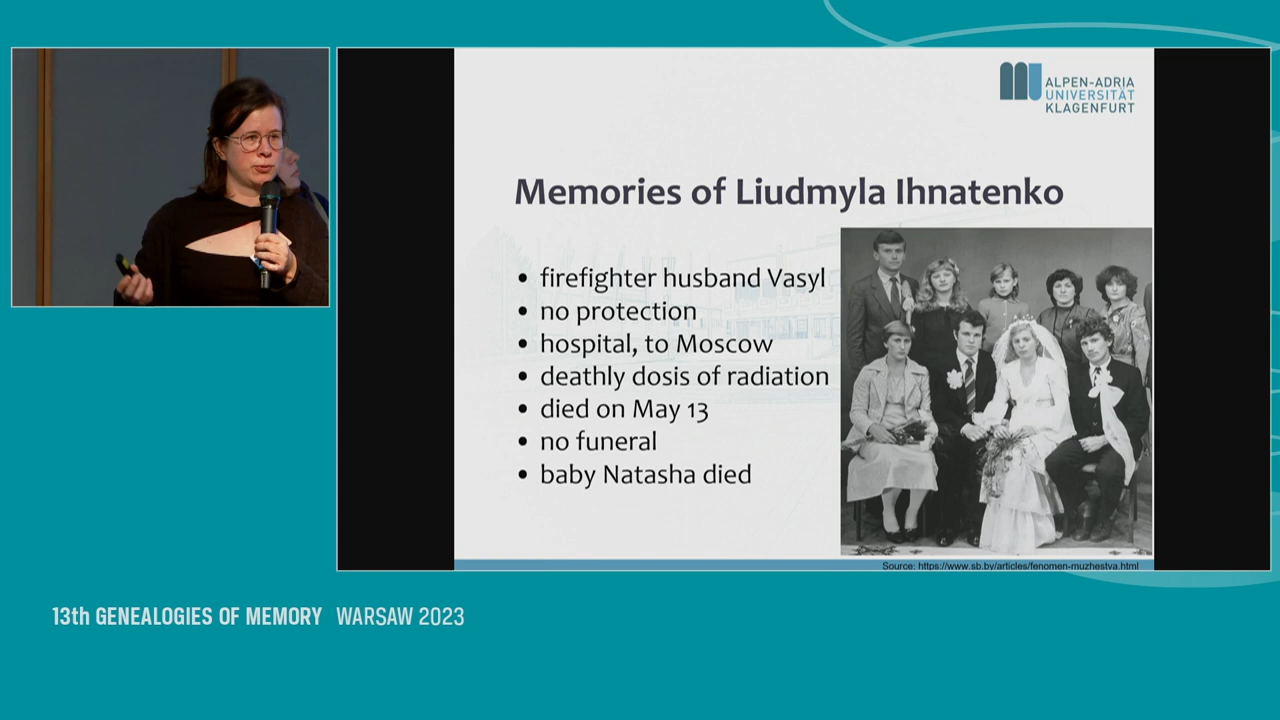 ALPEN-ADRIA
UNIVERSITÄT
KLAGENFURT
Memories of Liudmyla Ihnatenko
• firefighter husband Vasyl
• no protection
• hospital, to Moscow
• deathly dosis of radiation
• died on May 13
• no funeral
• baby Natasha died
Source: https://www.sb.by/articles/fenomen-muzhestva.html
13th GENEALOGIES OF MEMORY WARSAW 2023